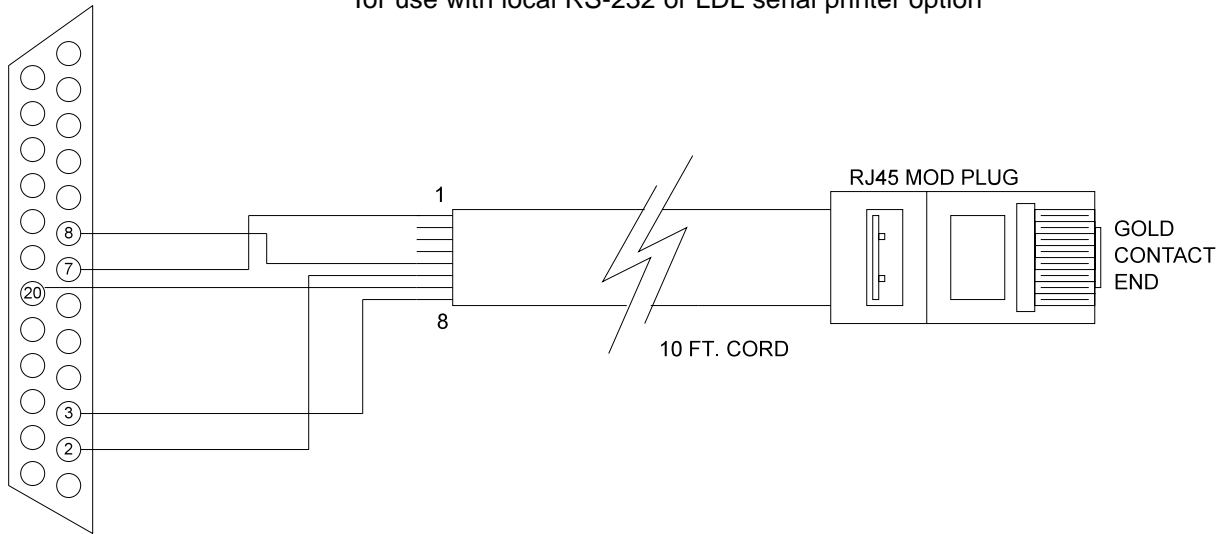 for use with local RS-232 or LDL serial printer option
RJ45 MOD PLUG
1
8
GOLD
CONTACT
END
7
20
8
10 FT. CORD
3
2